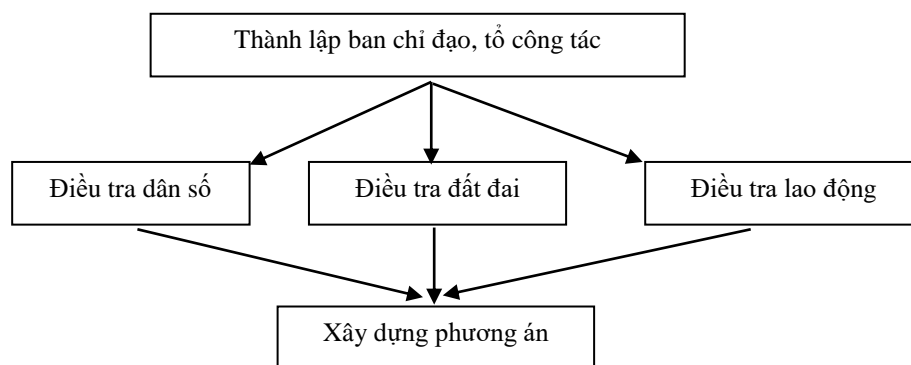 Thành lập ban chỉ đạo, tổ công tác
Điều tra dân số
Điều tra đất đai
Điều tra lao động
Xây dựng phương án